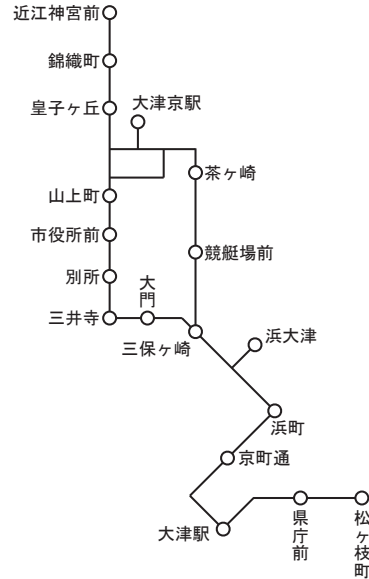 近江神宮前
錦織町
皇子ヶ丘
大津京駅
茶ヶ崎
山上町
市役所前
競艇場前
別所
大門
三井寺
三保ヶ崎
浜大津
浜町
京町通
大津駅
県庁前
松ヶ枝町